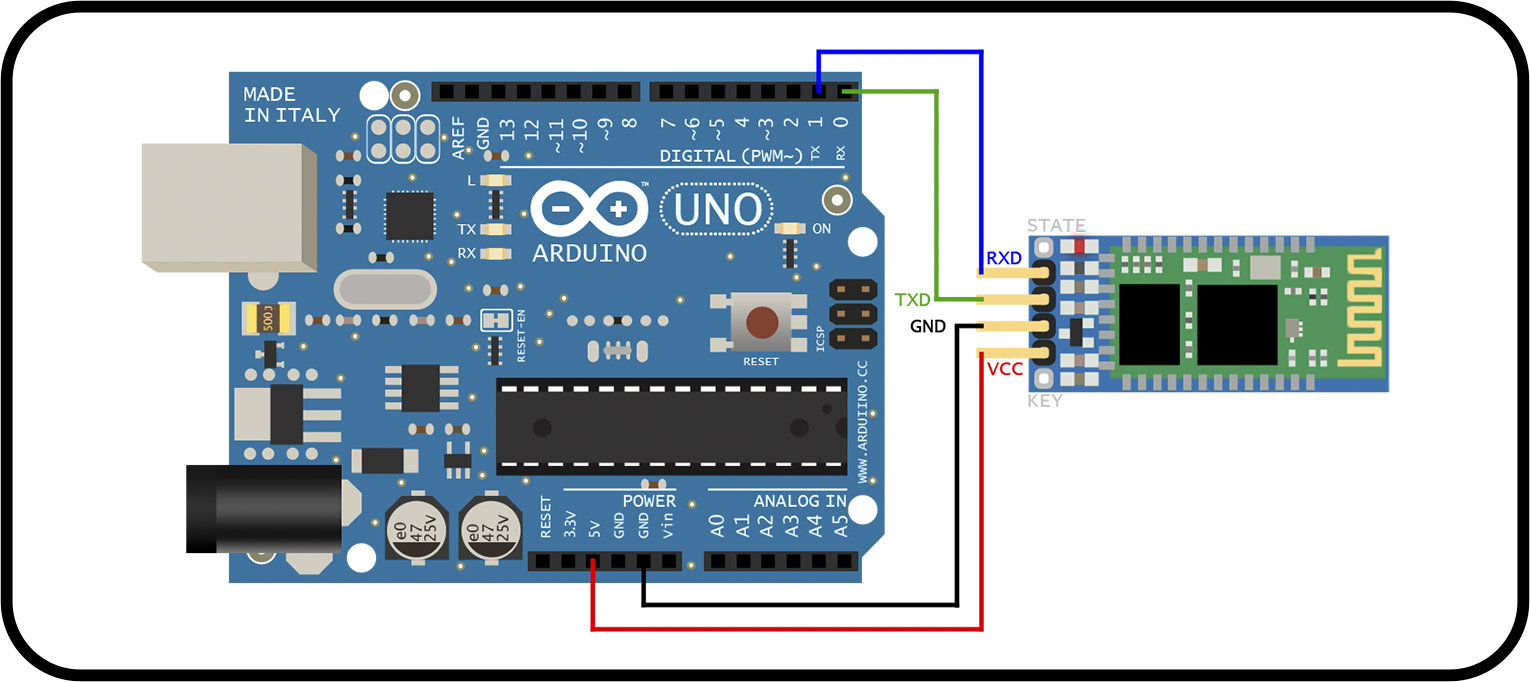 MADE
IN ITALY
AREF
GND
13
12
~11
~10
~9
8
7
~6
~5
4
~3
2
1
0
DIGITAL (PWM~)
TX
RX
L
TX
RX
™
UNO
ARDUINO
ON
5001
RESET-EN
RESET
ICSP
WWW.ARDUINO.CC
POWER
ANALOG IN
RESET
3.3V
5V
GND
GND
Vin
A0
A1
A2
A3
A4
A5
e0
47
25V
e0
47
25V
STATE
RXD
TXD
GND
VCC
KEY